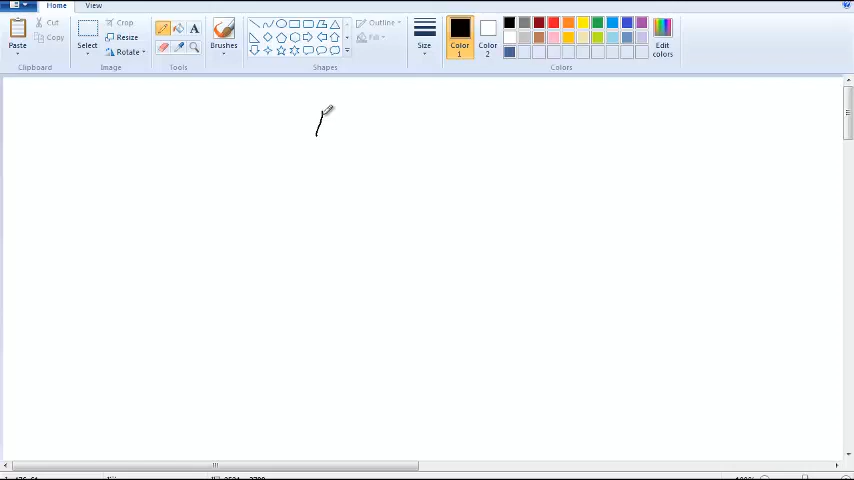 Home View
Paste Cut Copy Select Crop Resize Rotate A Brushes Outline Fill Size Color 1 Color 2 Edit colors
Clipboard Image Tools Shapes Colors